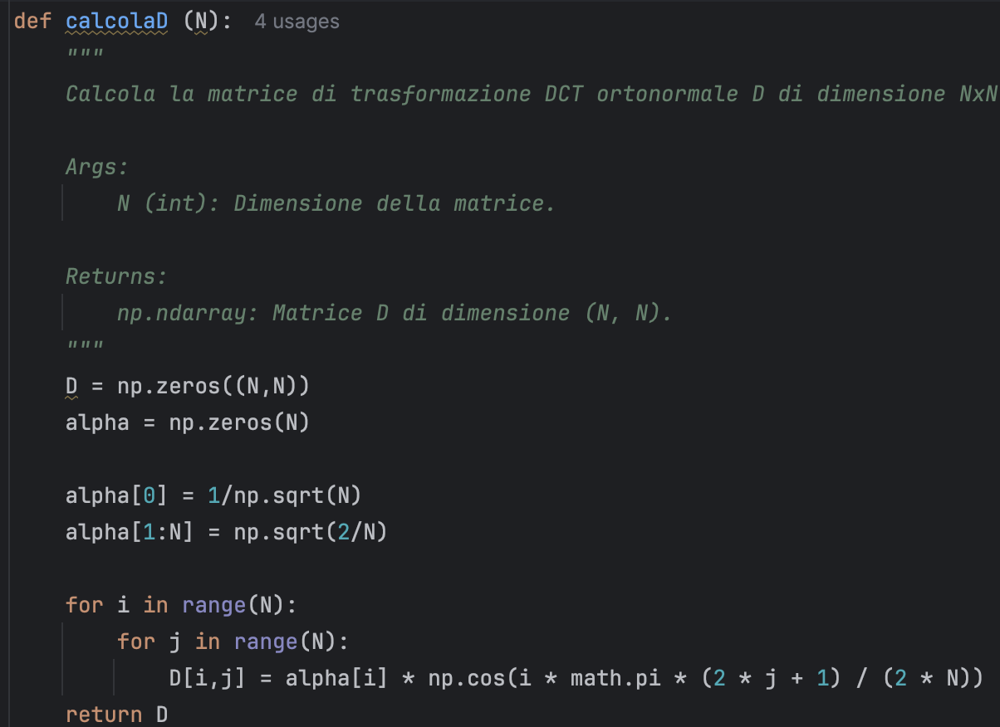 def calcolaD (N):  4 usages
    """
    Calcola la matrice di trasformazione DCT ortonormale D di dimensione NxN

    Args:
        N (int): Dimensione della matrice.

    Returns:
        np.ndarray: Matrice D di dimensione (N, N).
    """
    D = np.zeros((N,N))
    alpha = np.zeros(N)

    alpha[0] = 1/np.sqrt(N)
    alpha[1:N] = np.sqrt(2/N)

    for i in range(N):
        for j in range(N):
            D[i,j] = alpha[i] * np.cos(i * math.pi * (2 * j + 1) / (2 * N))
    return D